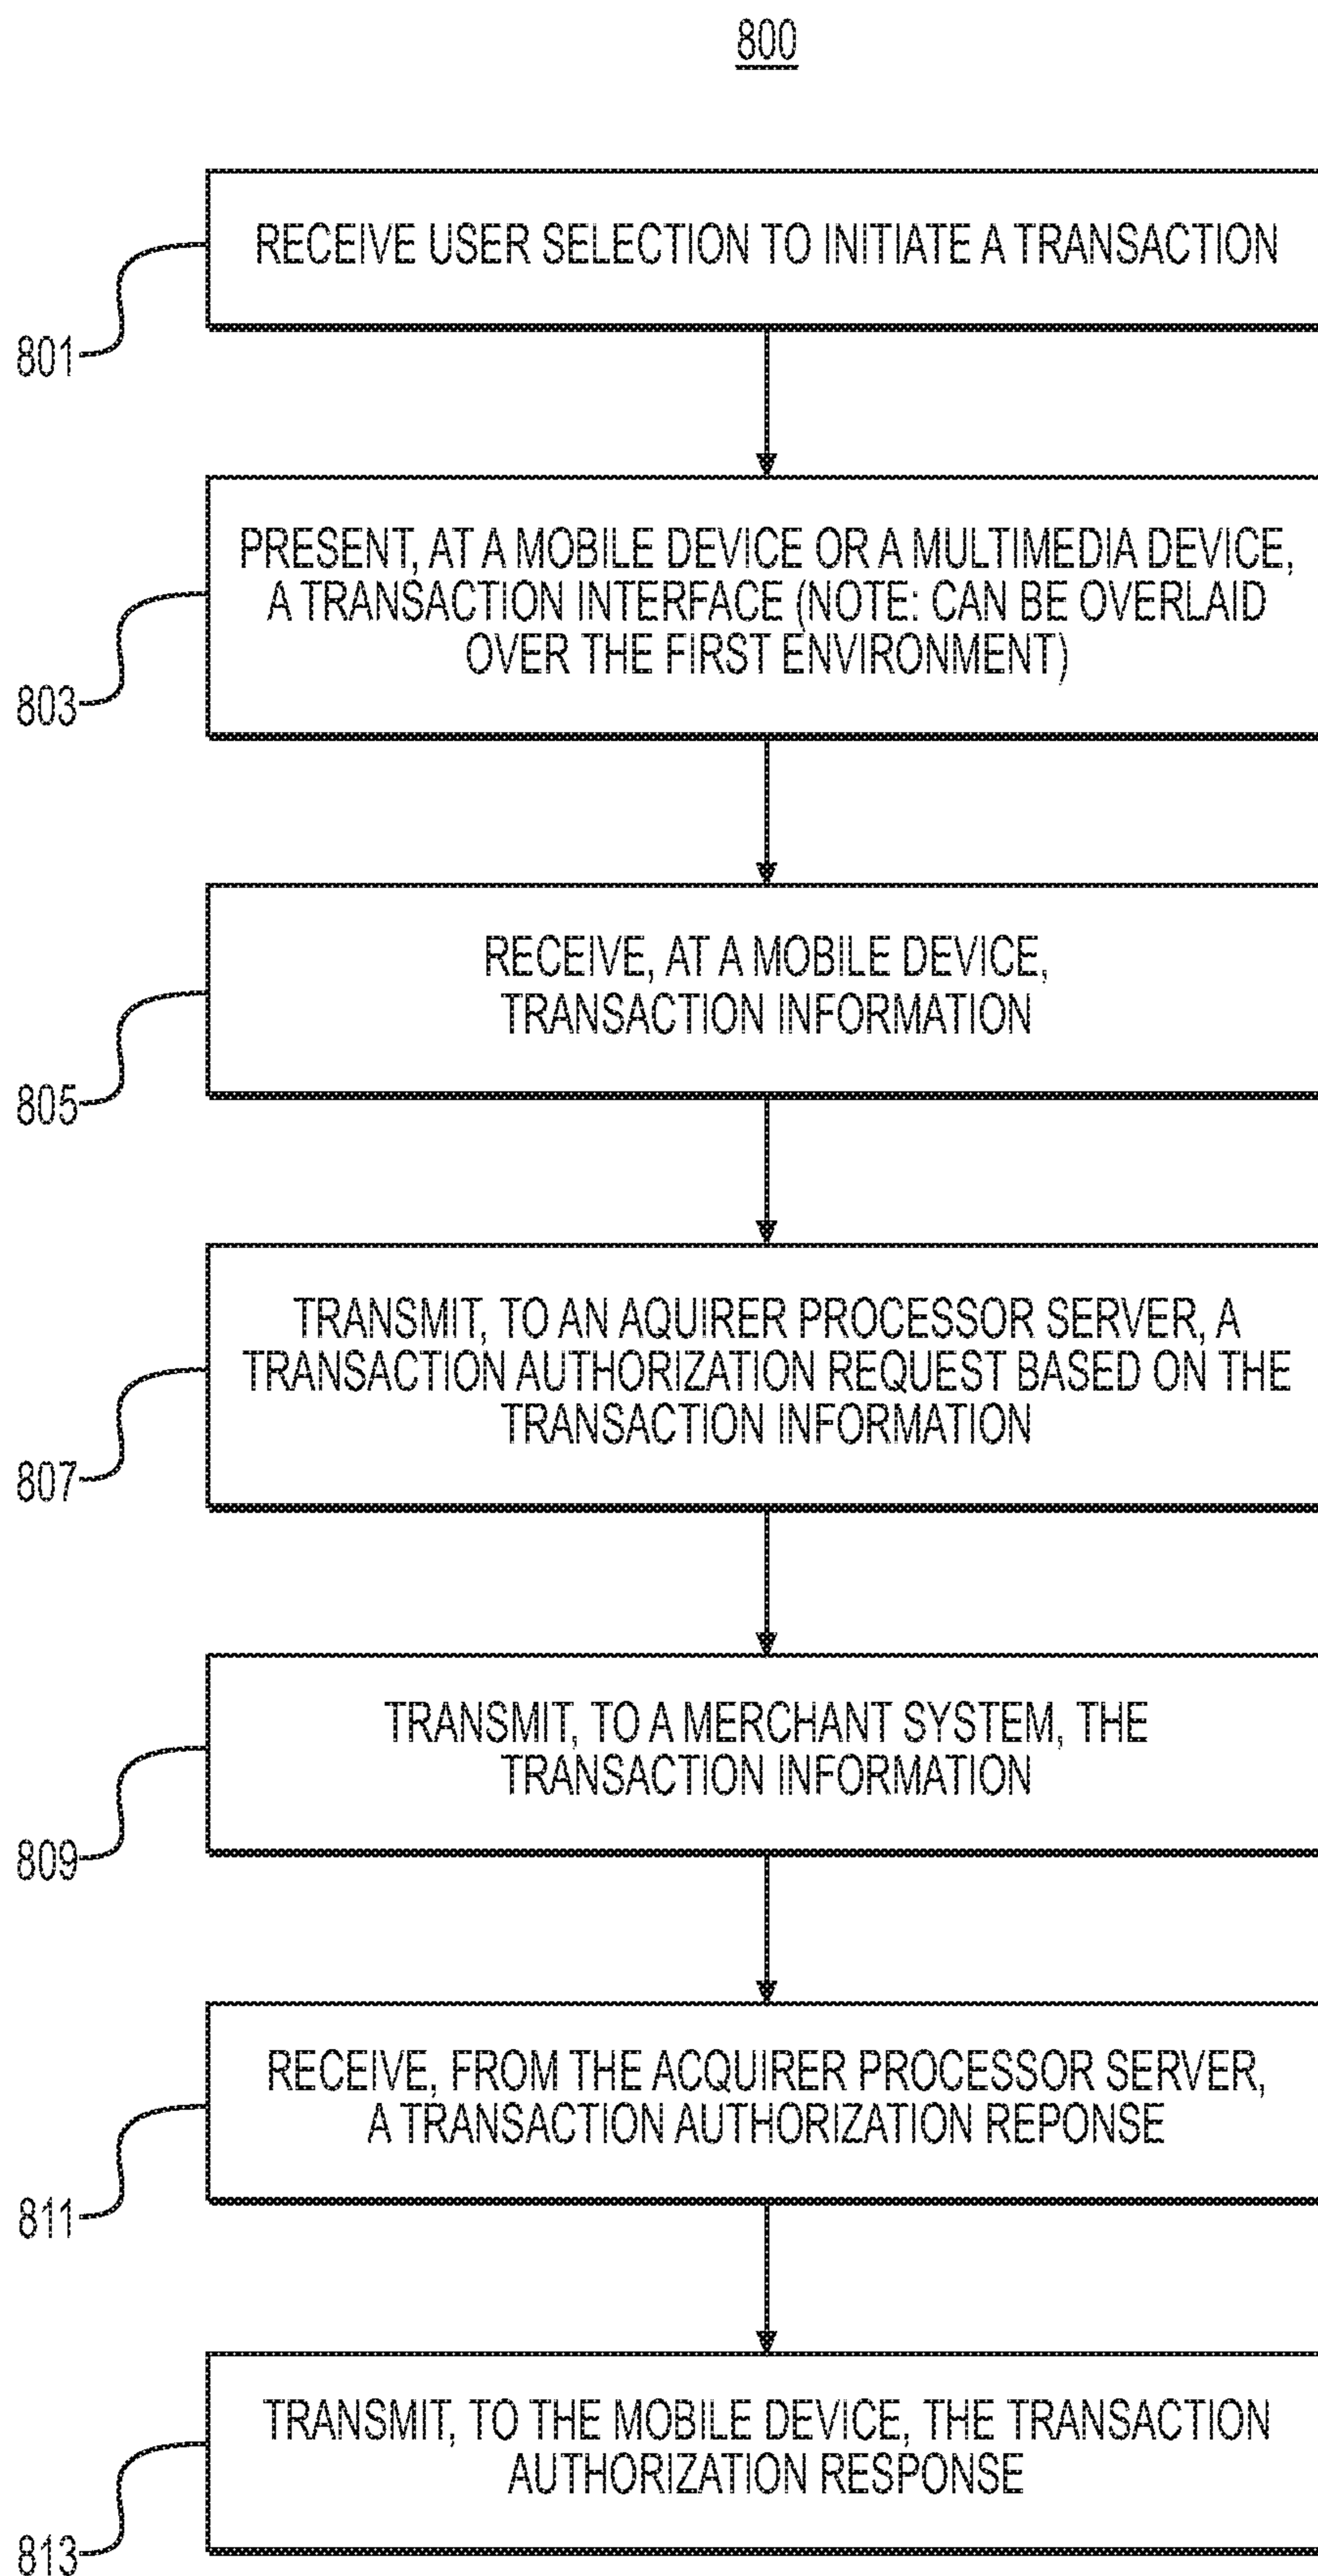 800
RECEIVE USER SELECTION TO INITIATE A TRANSACTION
801
PRESENT, AT A MOBILE DEVICE OR A MULTIMEDIA DEVICE,
A TRANSACTION INTERFACE (NOTE: CAN BE OVERLAID
OVER THE FIRST ENVIRONMENT)
803
RECEIVE, AT A MOBILE DEVICE,
TRANSACTION INFORMATION
805
TRANSMIT, TO AN AQUIRER PROCESSOR SERVER, A
TRANSACTION AUTHORIZATION REQUEST BASED ON THE
TRANSACTION INFORMATION
807
TRANSMIT, TO A MERCHANT SYSTEM, THE
TRANSACTION INFORMATION
809
RECEIVE, FROM THE ACQUIRER PROCESSOR SERVER,
A TRANSACTION AUTHORIZATION REPONSE
811
TRANSMIT, TO THE MOBILE DEVICE, THE TRANSACTION
AUTHORIZATION RESPONSE
813